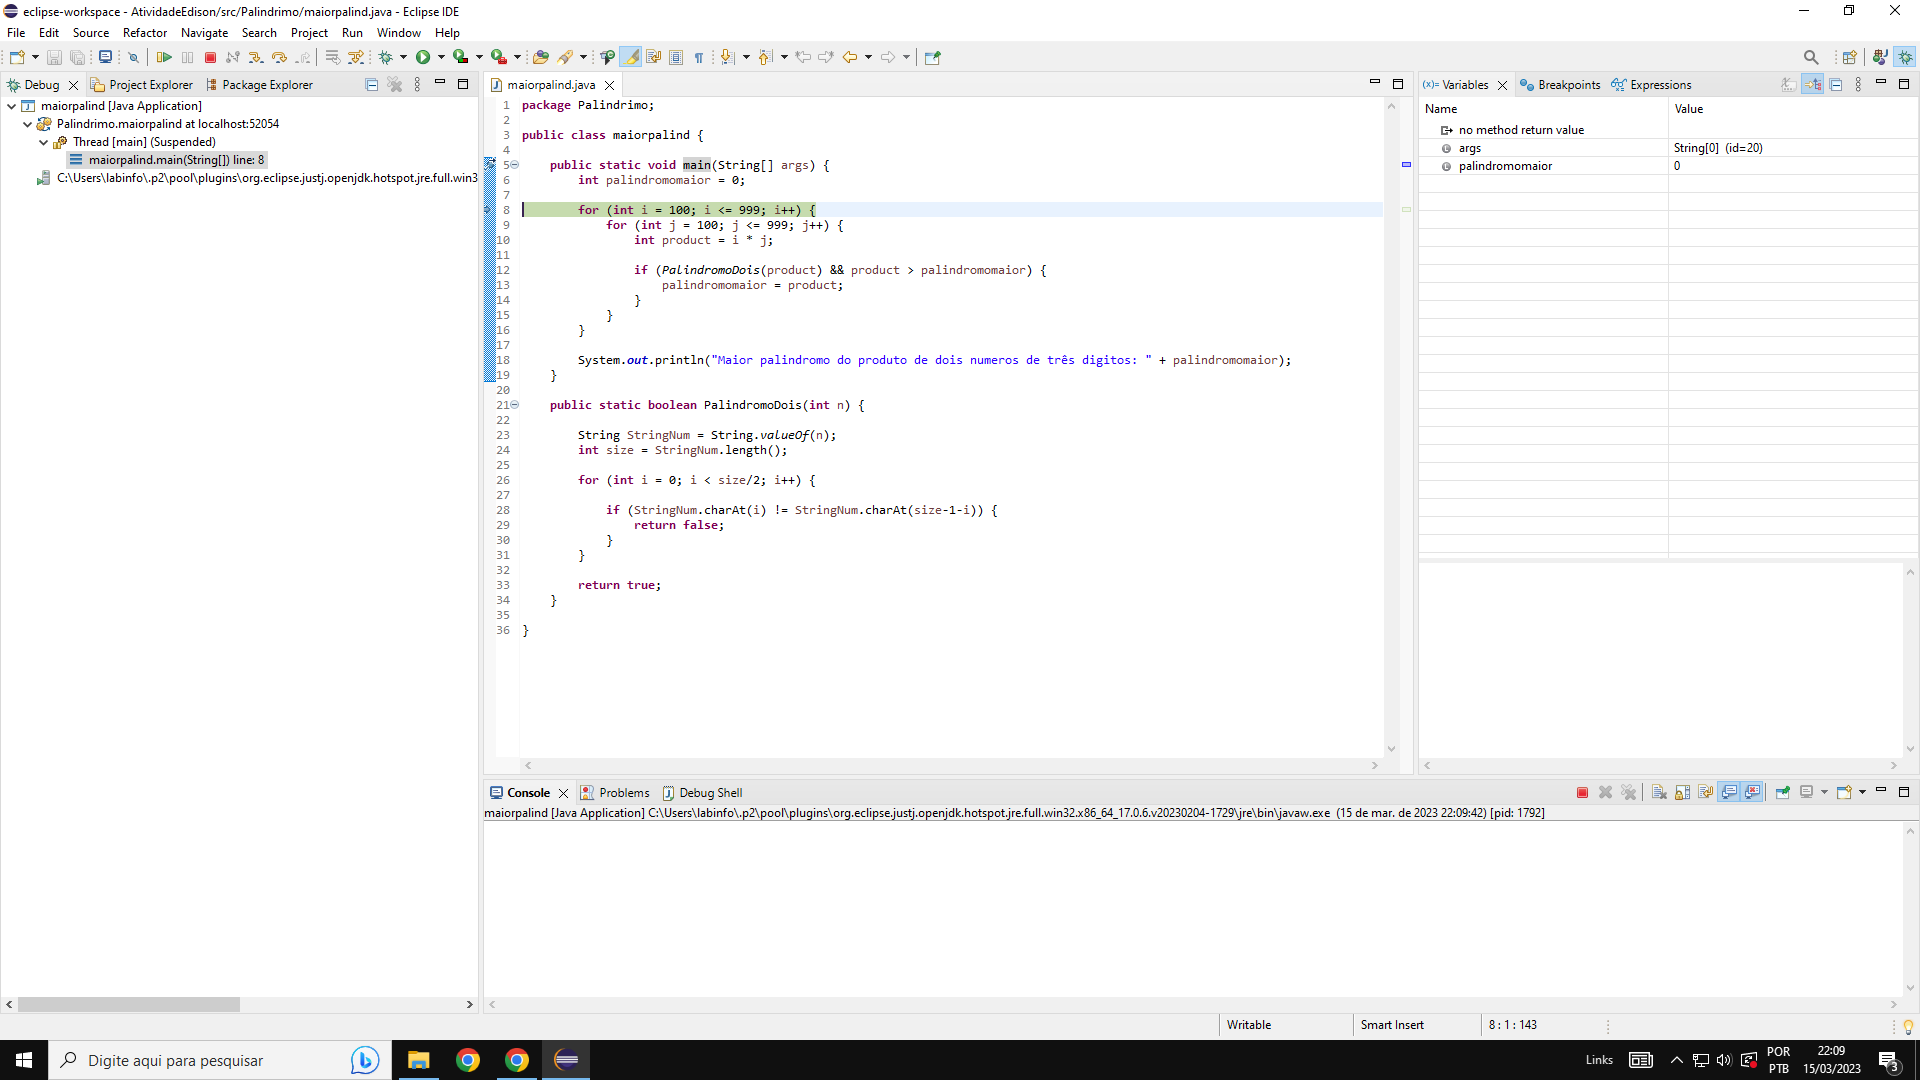 eclipse-workspace - AtividadeEdison/src/Palindrimo/maiorpalind.java - Eclipse IDE
File Edit Source Refactor Navigate Search Project Run Window Help
Debug Project Explorer Package Explorer
maiorpalind [Java Application]
Palindrimo.maiorpalind at localhost:52054
Thread [main] (Suspended)
maiorpalind.main(String[]) line: 8
C:\Users\labinfo\.p2\pool\plugins\org.eclipse.justj.openjdk.hotspot.jre.full.win3
maiorpalind.java
1 package Palindrimo;
2
3 public class maiorpalind {
4
5 public static void main(String[] args) {
6 int palindromomaior = 0;
7
8 for (int i = 100; i <= 999; i++) {
9 for (int j = 100; j <= 999; j++) {
10 int product = i * j;
11
12 if (PalindromoDois(product) && product > palindromomaior) {
13 palindromomaior = product;
14 }
15 }
16 }
17
18 System.out.println("Maior palindromo do produto de dois numeros de três digitos: " + palindromomaior);
19 }
20
21 public static boolean PalindromoDois(int n) {
22
23 String StringNum = String.valueOf(n);
24 int size = StringNum.length();
25
26 for (int i = 0; i < size/2; i++) {
27
28 if (StringNum.charAt(i) != StringNum.charAt(size-1-i)) {
29 return false;
30 }
31 }
32
33 return true;
34 }
35
36 }
(x)= Variables Breakpoints Expressions
Name Value
no method return value
args String[0] (id=20)
palindromomaior 0
Console Problems Debug Shell
maiorpalind [Java Application] C:\Users\labinfo\.p2\pool\plugins\org.eclipse.justj.openjdk.hotspot.jre.full.win32.x86_64_17.0.6.v20230204-1729\jre\bin\javaw.exe (15 de mar. de 2023 22:09:42) [pid: 1792]
Writable Smart Insert 8 : 1 : 143
Digite aqui para pesquisar
Links
POR
PTB
22:09
15/03/2023
3